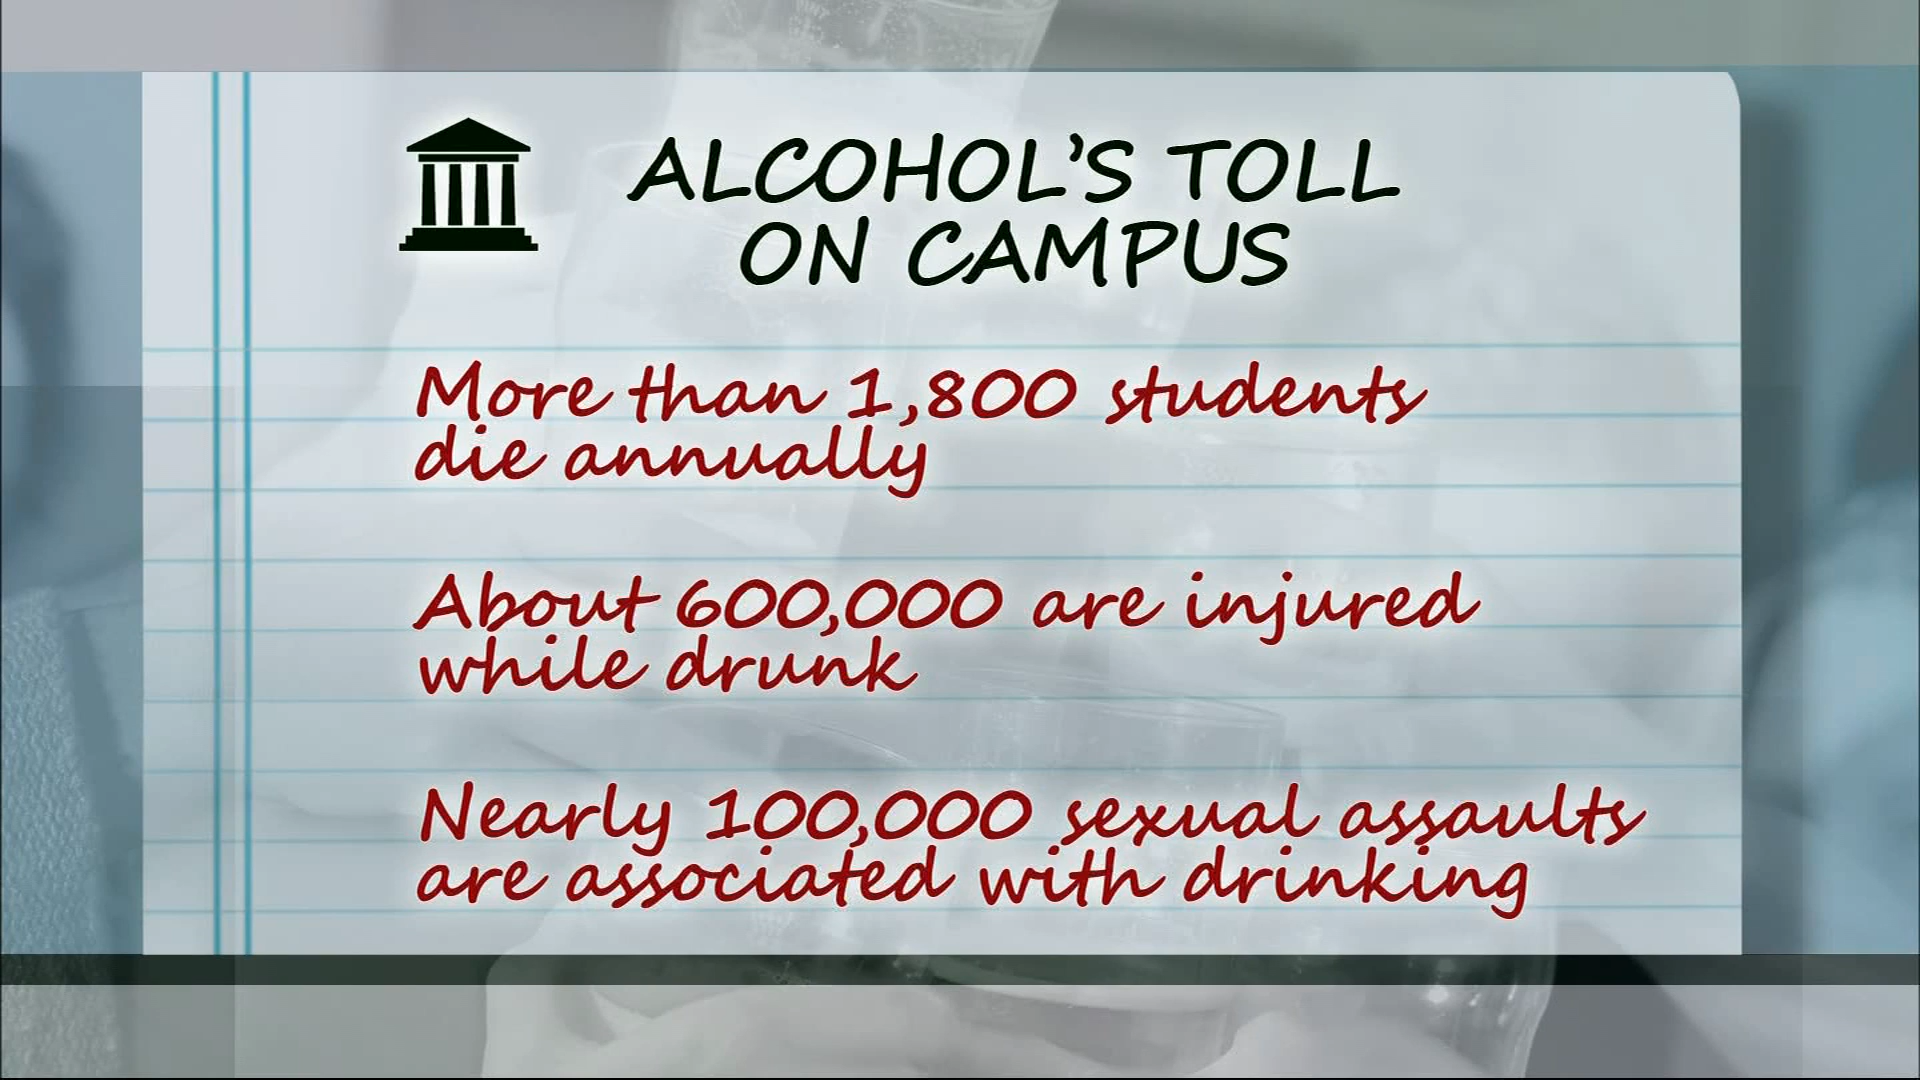 ALCOHOL'S TOLL
ON CAMPUS
More than 1,800 students
die annually
About 600,000 are injured
while drunk
Nearly 100,000 sexual assaults
are associated with drinking